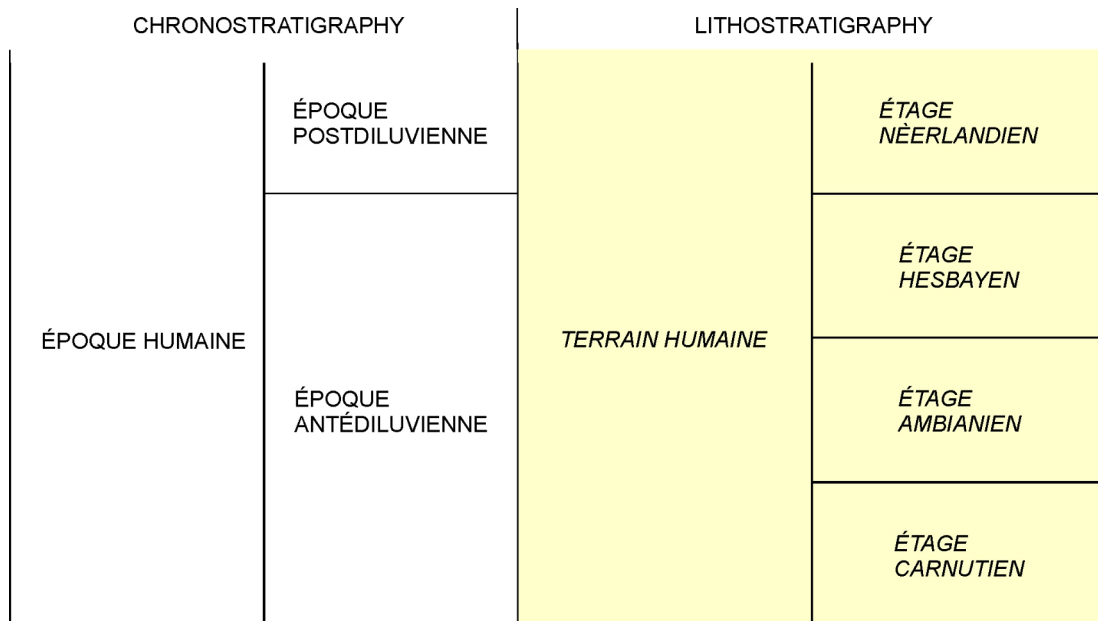 CHRONOSTRATIGRAPHY
LITHOSTRATIGRAPHY
ÉPOQUE HUMAINE
ÉPOQUE
POSTDILUVIENNE
ÉPOQUE
ANTÉDILUVIENNE
TERRAIN HUMAINE
ÉTAGE
NÈERLANDIEN
ÉTAGE
HESBAYEN
ÉTAGE
AMBIANIEN
ÉTAGE
CARNUTIEN